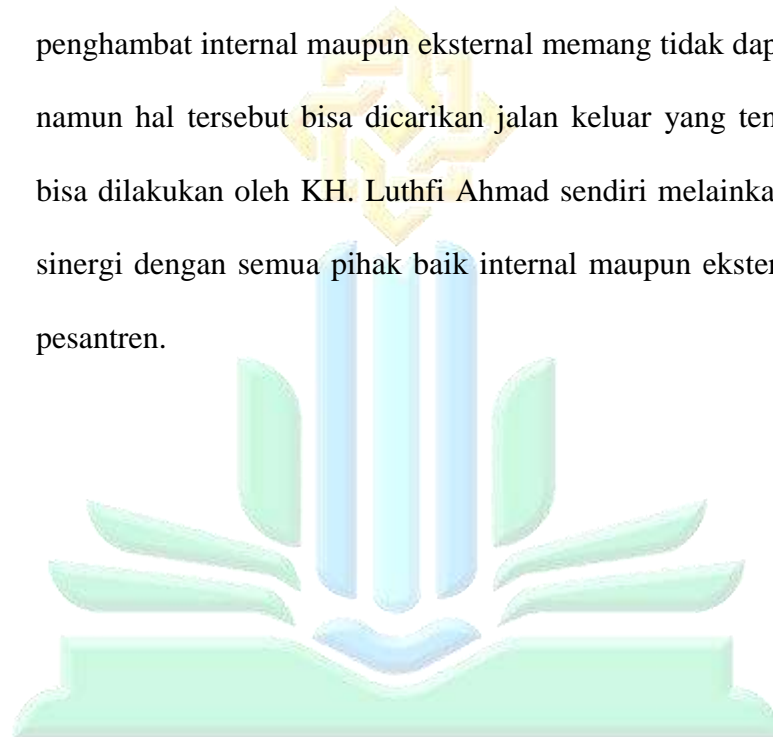 penghambat internal maupun eksternal memang tidak dap
namun hal tersebut bisa dicarikan jalan keluar yang ten
bisa dilakukan oleh KH. Luthfi Ahmad sendiri melainka
sinergi dengan semua pihak baik internal maupun ekster
pesantren.